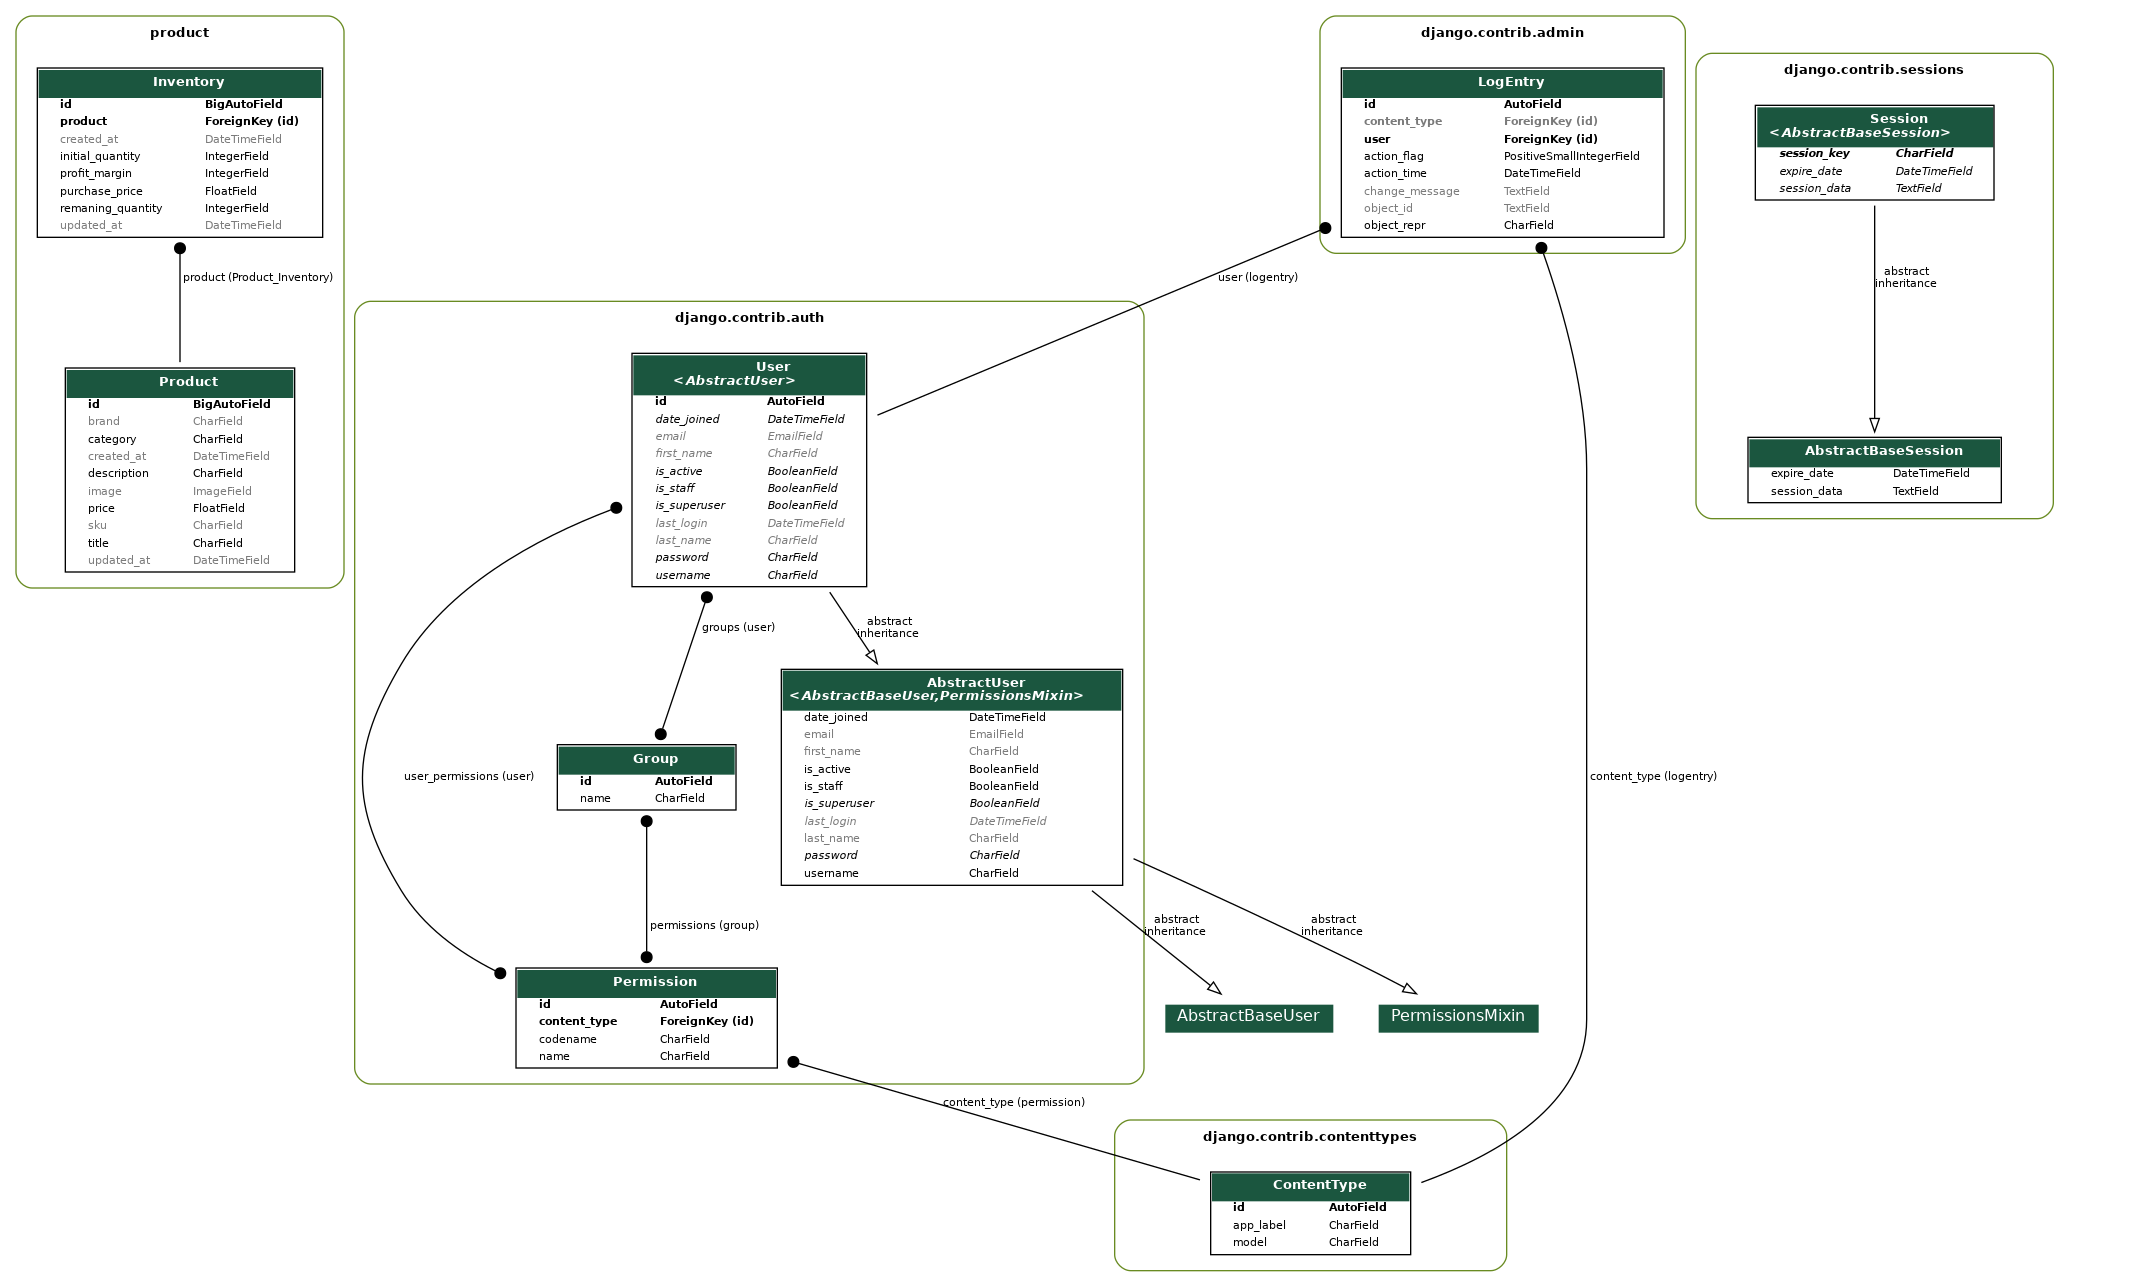 product
Inventory
id BigAutoField
product ForeignKey (id)
created_at DateTimeField
initial_quantity IntegerField
profit_margin IntegerField
purchase_price FloatField
remaning_quantity IntegerField
updated_at DateTimeField
product (Product_Inventory)
Product
id BigAutoField
brand CharField
category CharField
created_at DateTimeField
description CharField
image ImageField
price FloatField
sku CharField
title CharField
updated_at DateTimeField
django.contrib.admin
LogEntry
id AutoField
content_type ForeignKey (id)
user ForeignKey (id)
action_flag PositiveSmallIntegerField
action_time DateTimeField
change_message TextField
object_id TextField
object_repr CharField
user (logentry)
django.contrib.sessions
Session
<AbstractBaseSession>
session_key CharField
expire_date DateTimeField
session_data TextField
abstract
inheritance
AbstractBaseSession
expire_date DateTimeField
session_data TextField
django.contrib.auth
User
<AbstractUser>
id AutoField
date_joined DateTimeField
email EmailField
first_name CharField
is_active BooleanField
is_staff BooleanField
is_superuser BooleanField
last_login DateTimeField
last_name CharField
password CharField
username CharField
groups (user)
abstract
inheritance
user_permissions (user)
Group
id AutoField
name CharField
AbstractUser
<AbstractBaseUser,PermissionsMixin>
date_joined DateTimeField
email EmailField
first_name CharField
is_active BooleanField
is_staff BooleanField
is_superuser BooleanField
last_login DateTimeField
last_name CharField
password CharField
username CharField
content_type (logentry)
permissions (group)
abstract
inheritance
abstract
inheritance
Permission
id AutoField
content_type ForeignKey (id)
codename CharField
name CharField
AbstractBaseUser
PermissionsMixin
content_type (permission)
django.contrib.contenttypes
ContentType
id AutoField
app_label CharField
model CharField